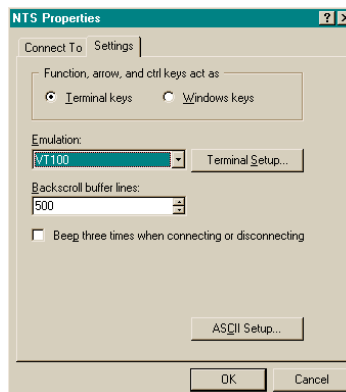 NTS Properties
Connect To Settings
Function, arrow, and ctrl keys act as
Terminal keys Windows keys
Emulation:
VT100 Terminal Setup...
Backscroll buffer lines:
500
Beep three times when connecting or disconnecting
ASCII Setup...
OK Cancel